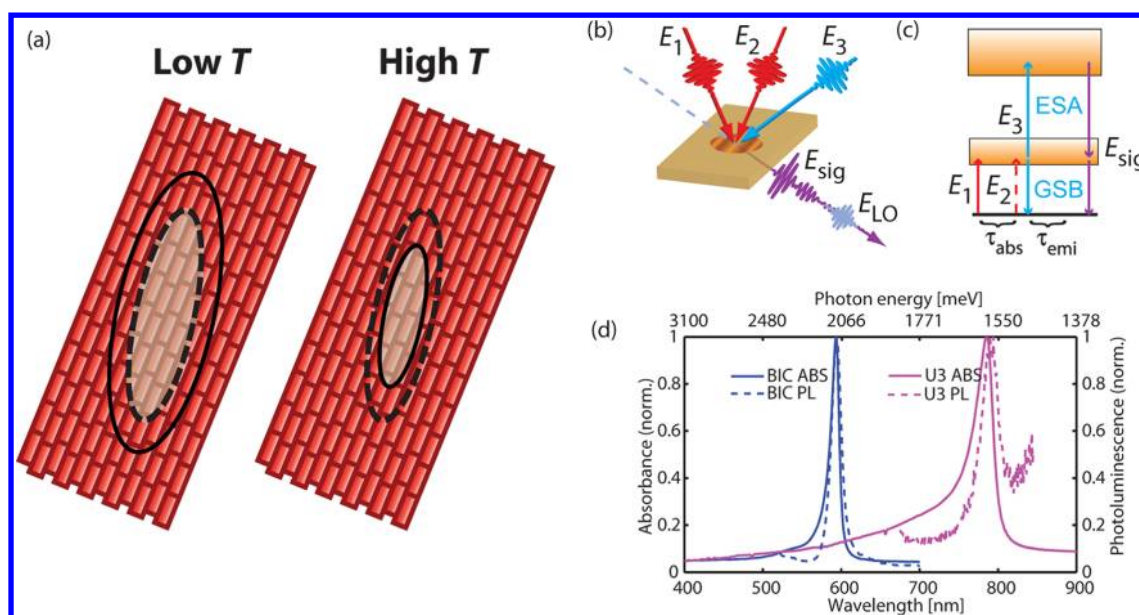 (a)
Low T
High T
(b)
E1
E2
E3
Esig
ELO
(c)
ESA
E3
Esig
E1
E2
GSB
τabs
τemi
(d)
Photon energy [meV]
3100 2480 2066 1771 1550 1378
1
0.8
0.6
0.4
0.2
0
Absorbance (norm.)
BIC ABS
BIC PL
U3 ABS
U3 PL
1
0.8
0.6
0.4
0.2
0
Photoluminescence (norm.)
400 500 600 700 800 900
Wavelength [nm]